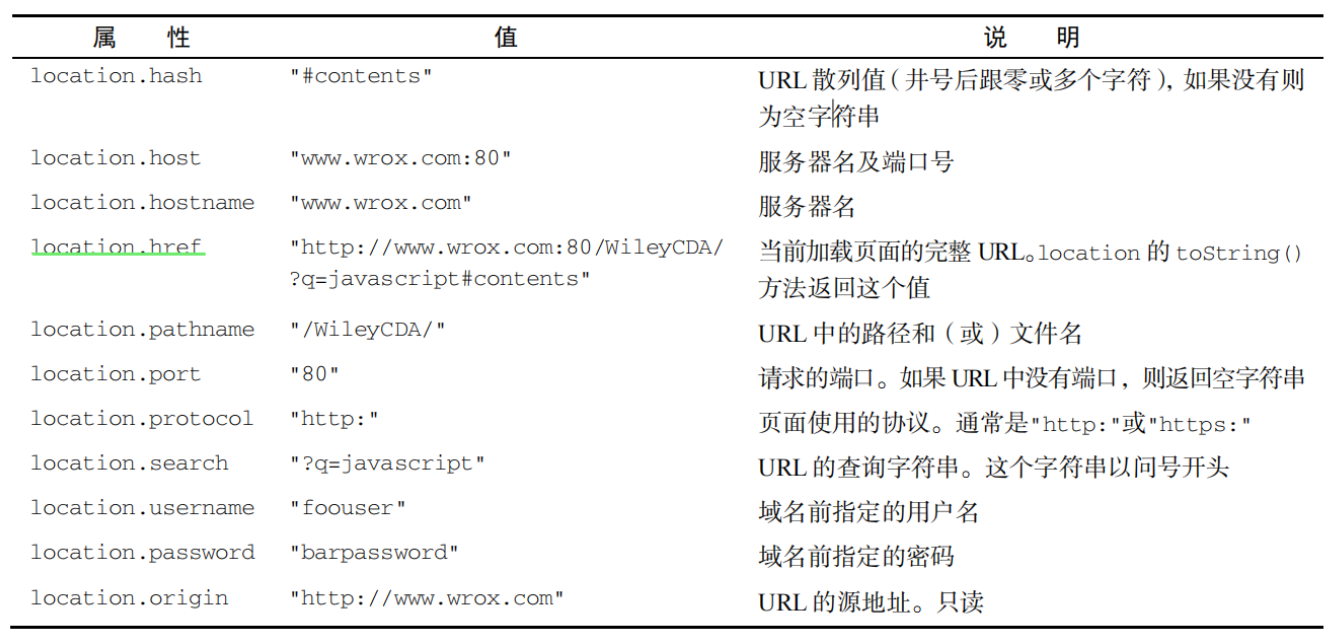 属 性 值 说 明
location.hash "#contents" URL 散列值（井号后跟零或多个字符），如果没有则
为空字符串
location.host "www.wrox.com:80" 服务器名及端口号
location.hostname "www.wrox.com" 服务器名
location.href "http://www.wrox.com:80/WileyCDA/ 当前加载页面的完整 URL。location 的 toString()
?q=javascript#contents" 方法返回这个值
location.pathname "/WileyCDA/" URL 中的路径和（或）文件名
location.port "80" 请求的端口。如果 URL 中没有端口，则返回空字符串
location.protocol "http:" 页面使用的协议。通常是"http:"或"https:"
location.search "?q=javascript" URL 的查询字符串。这个字符串以问号开头
location.username "foouser" 域名前指定的用户名
location.password "barpassword" 域名前指定的密码
location.origin "http://www.wrox.com" URL 的源地址。只读